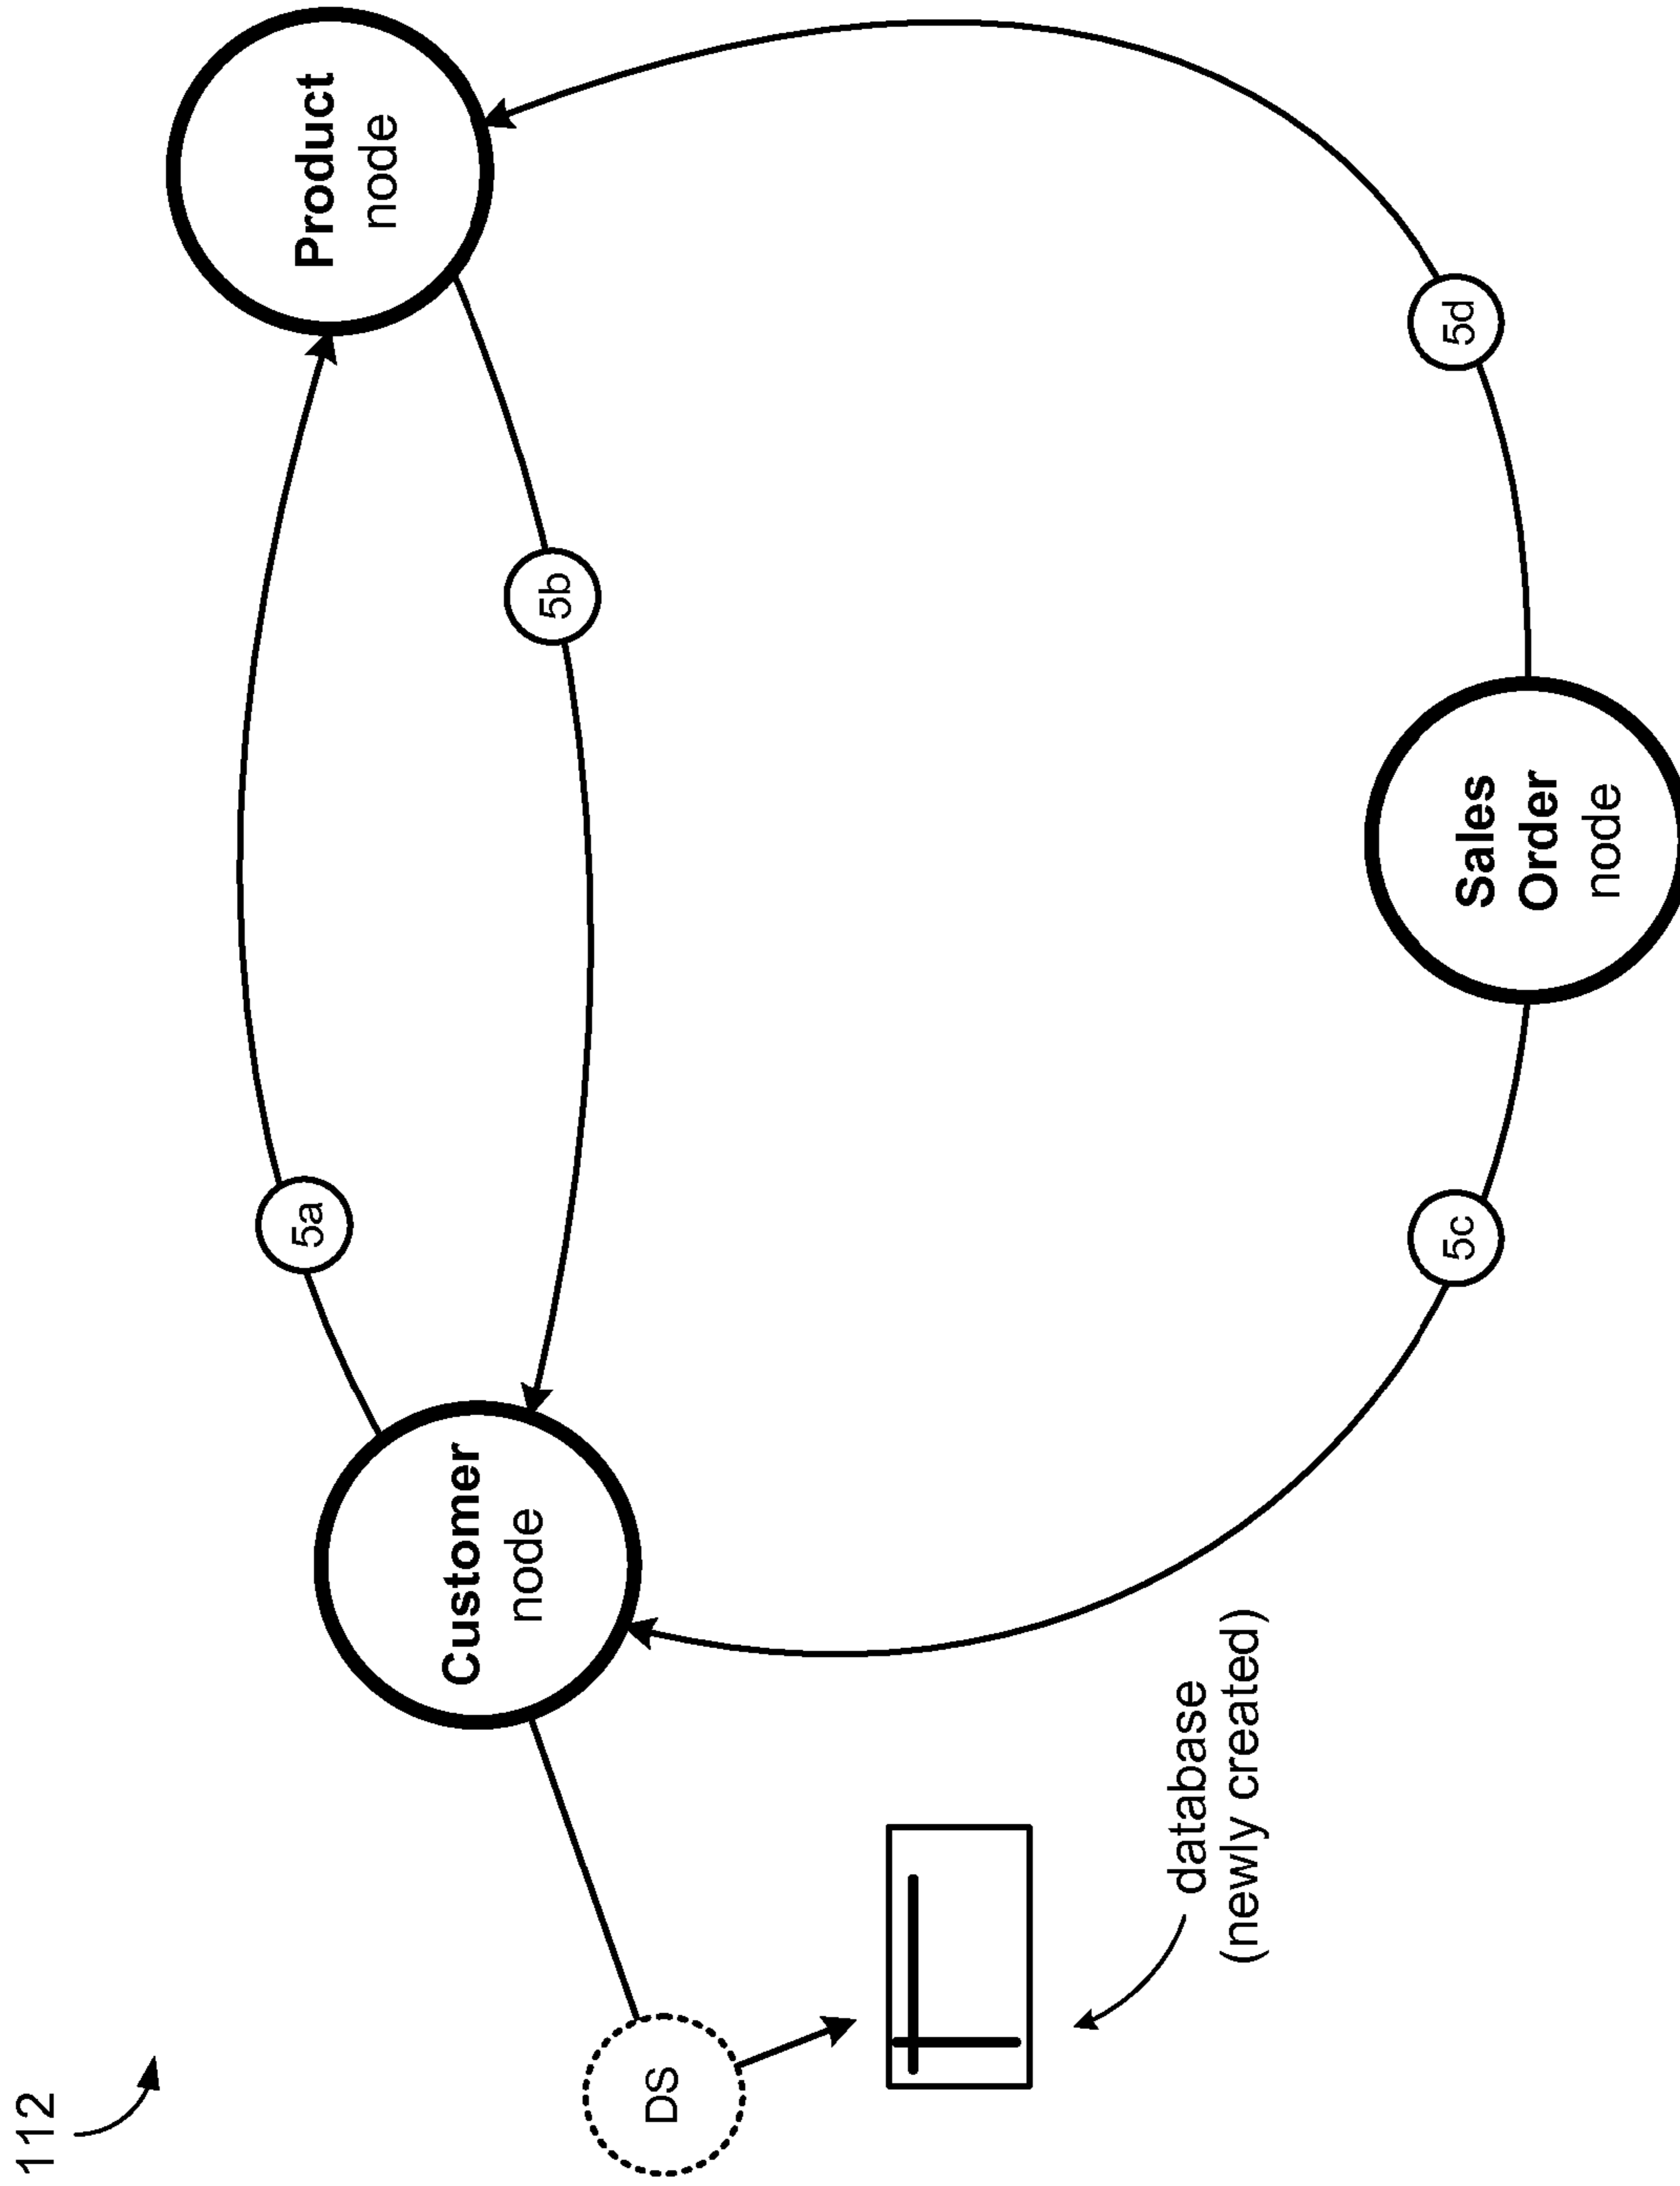 112
Product
node
5a
Customer
node
5b
DS
database
(newly created)
5c
5d
Sales
Order
node